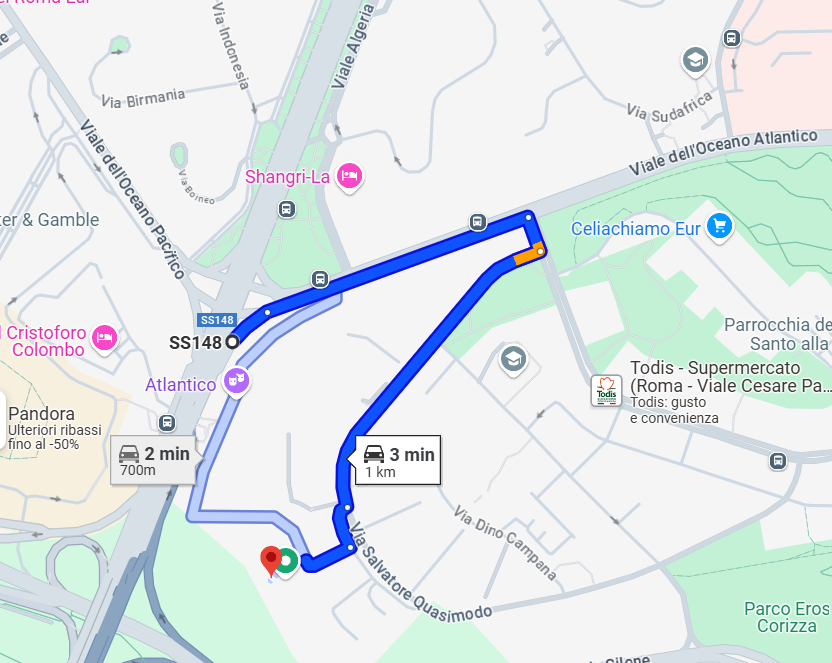 el Roma Eur
Via Indonesia
Viale Algeria
Via Birmania
Via Sudafrica
Viale dell'Oceano Atlantico
Viale dell'Oceano Pacifico
Shangri-La
Via Borneo
ter & Gamble
Celiachiamo Eur
SS148
SS148
l Cristoforo
Colombo
Parrocchia de
Santo alla
Atlantico
Todis - Supermercato
(Roma - Viale Cesare Pa...
Todis
Todis: gusto
e convenienza
Pandora
Ulteriori ribassi
fino al -50%
2 min
700m
3 min
1 km
Via Dino Campana
Via Salvatore Quasimodo
Parco Eros
Corizza